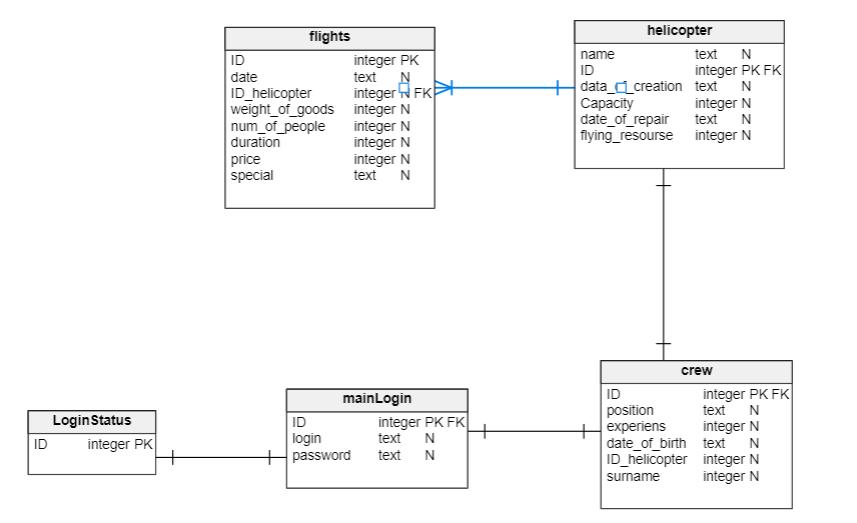 flights
ID integer PK
date text N
ID_helicopter integer N FK
weight_of_goods integer N
num_of_people integer N
duration integer N
price integer N
special text N
helicopter
name text N
ID integer PK FK
data_of_creation text N
Capacity integer N
date_of_repair text N
flying_resourse integer N
crew
ID integer PK FK
position text N
experiens integer N
date_of_birth text N
ID_helicopter integer N
surname integer N
mainLogin
ID integer PK FK
login text N
password text N
LoginStatus
ID integer PK